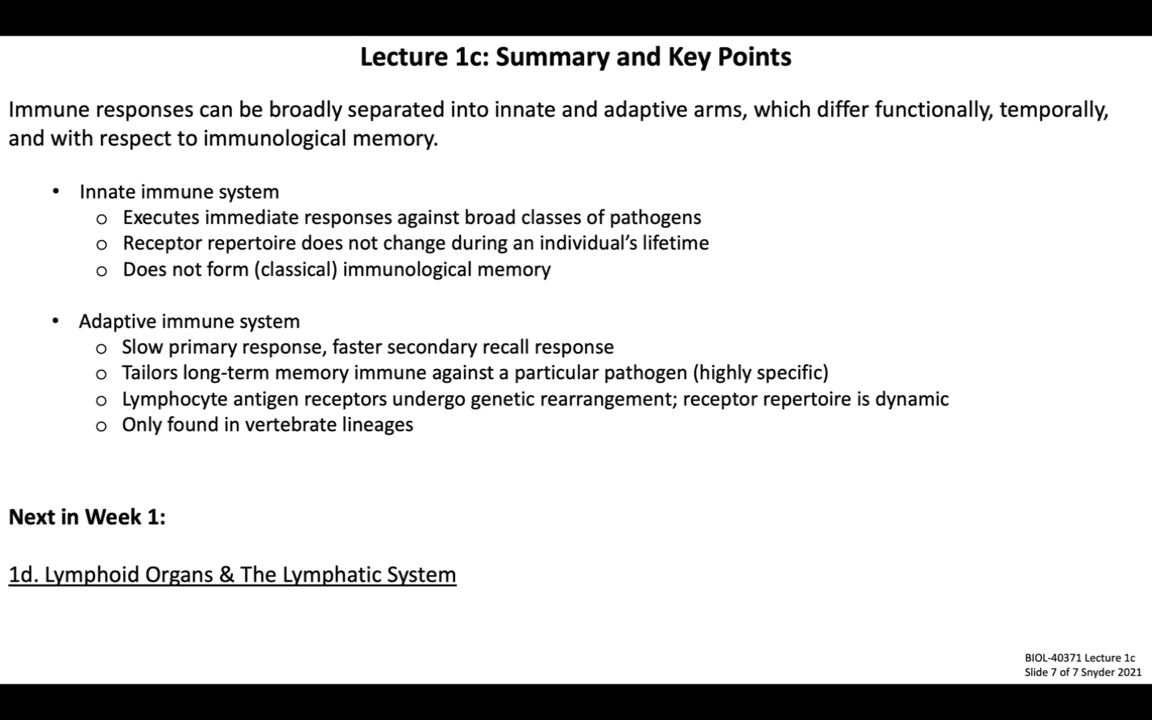 Lecture 1c: Summary and Key Points
Immune responses can be broadly separated into innate and adaptive arms, which differ functionally, temporally,
and with respect to immunological memory.
• Innate immune system
o Executes immediate responses against broad classes of pathogens
o Receptor repertoire does not change during an individual’s lifetime
o Does not form (classical) immunological memory
• Adaptive immune system
o Slow primary response, faster secondary recall response
o Tailors long-term memory immune against a particular pathogen (highly specific)
o Lymphocyte antigen receptors undergo genetic rearrangement; receptor repertoire is dynamic
o Only found in vertebrate lineages
Next in Week 1:
1d. Lymphoid Organs & The Lymphatic System
BIOL-40371 Lecture 1c
Slide 7 of 7 Snyder 2021